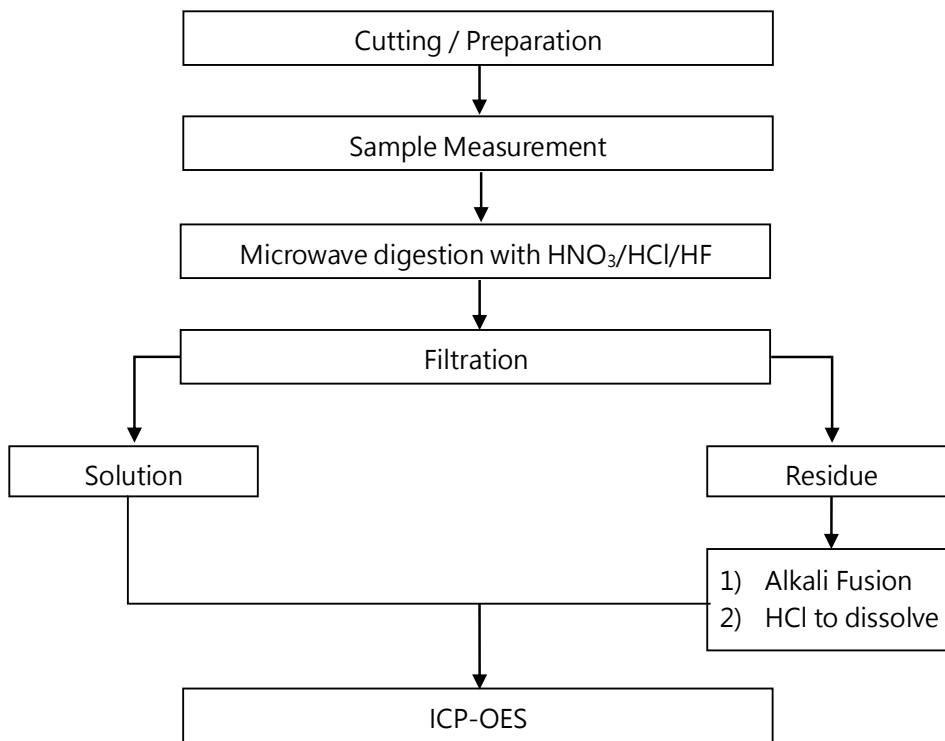 Cutting / Preparation
Sample Measurement
Microwave digestion with HNO₃/HCl/HF
Filtration
Solution
Residue
1) Alkali Fusion
2) HCl to dissolve
ICP-OES